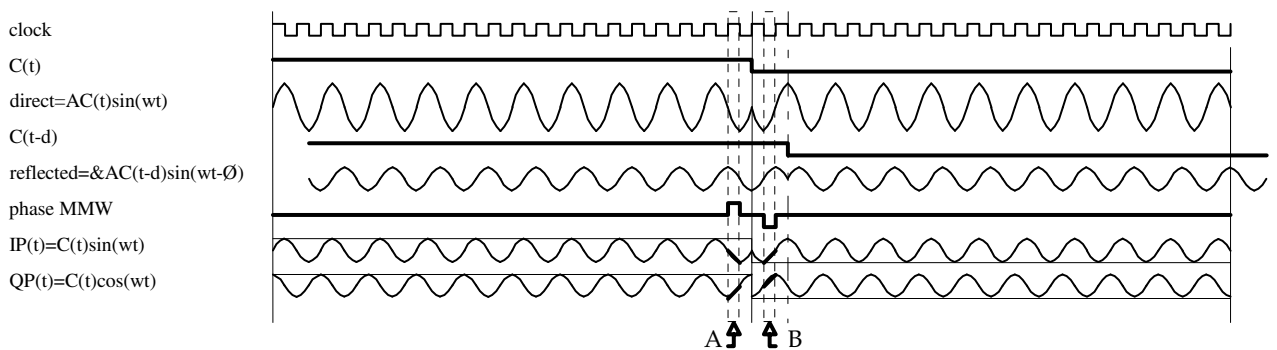 clock
C(t)
direct=AC(t)sin(wt)
C(t-d)
reflected=&AC(t-d)sin(wt-Ø)
phase MMW
IP(t)=C(t)sin(wt)
QP(t)=C(t)cos(wt)
A B